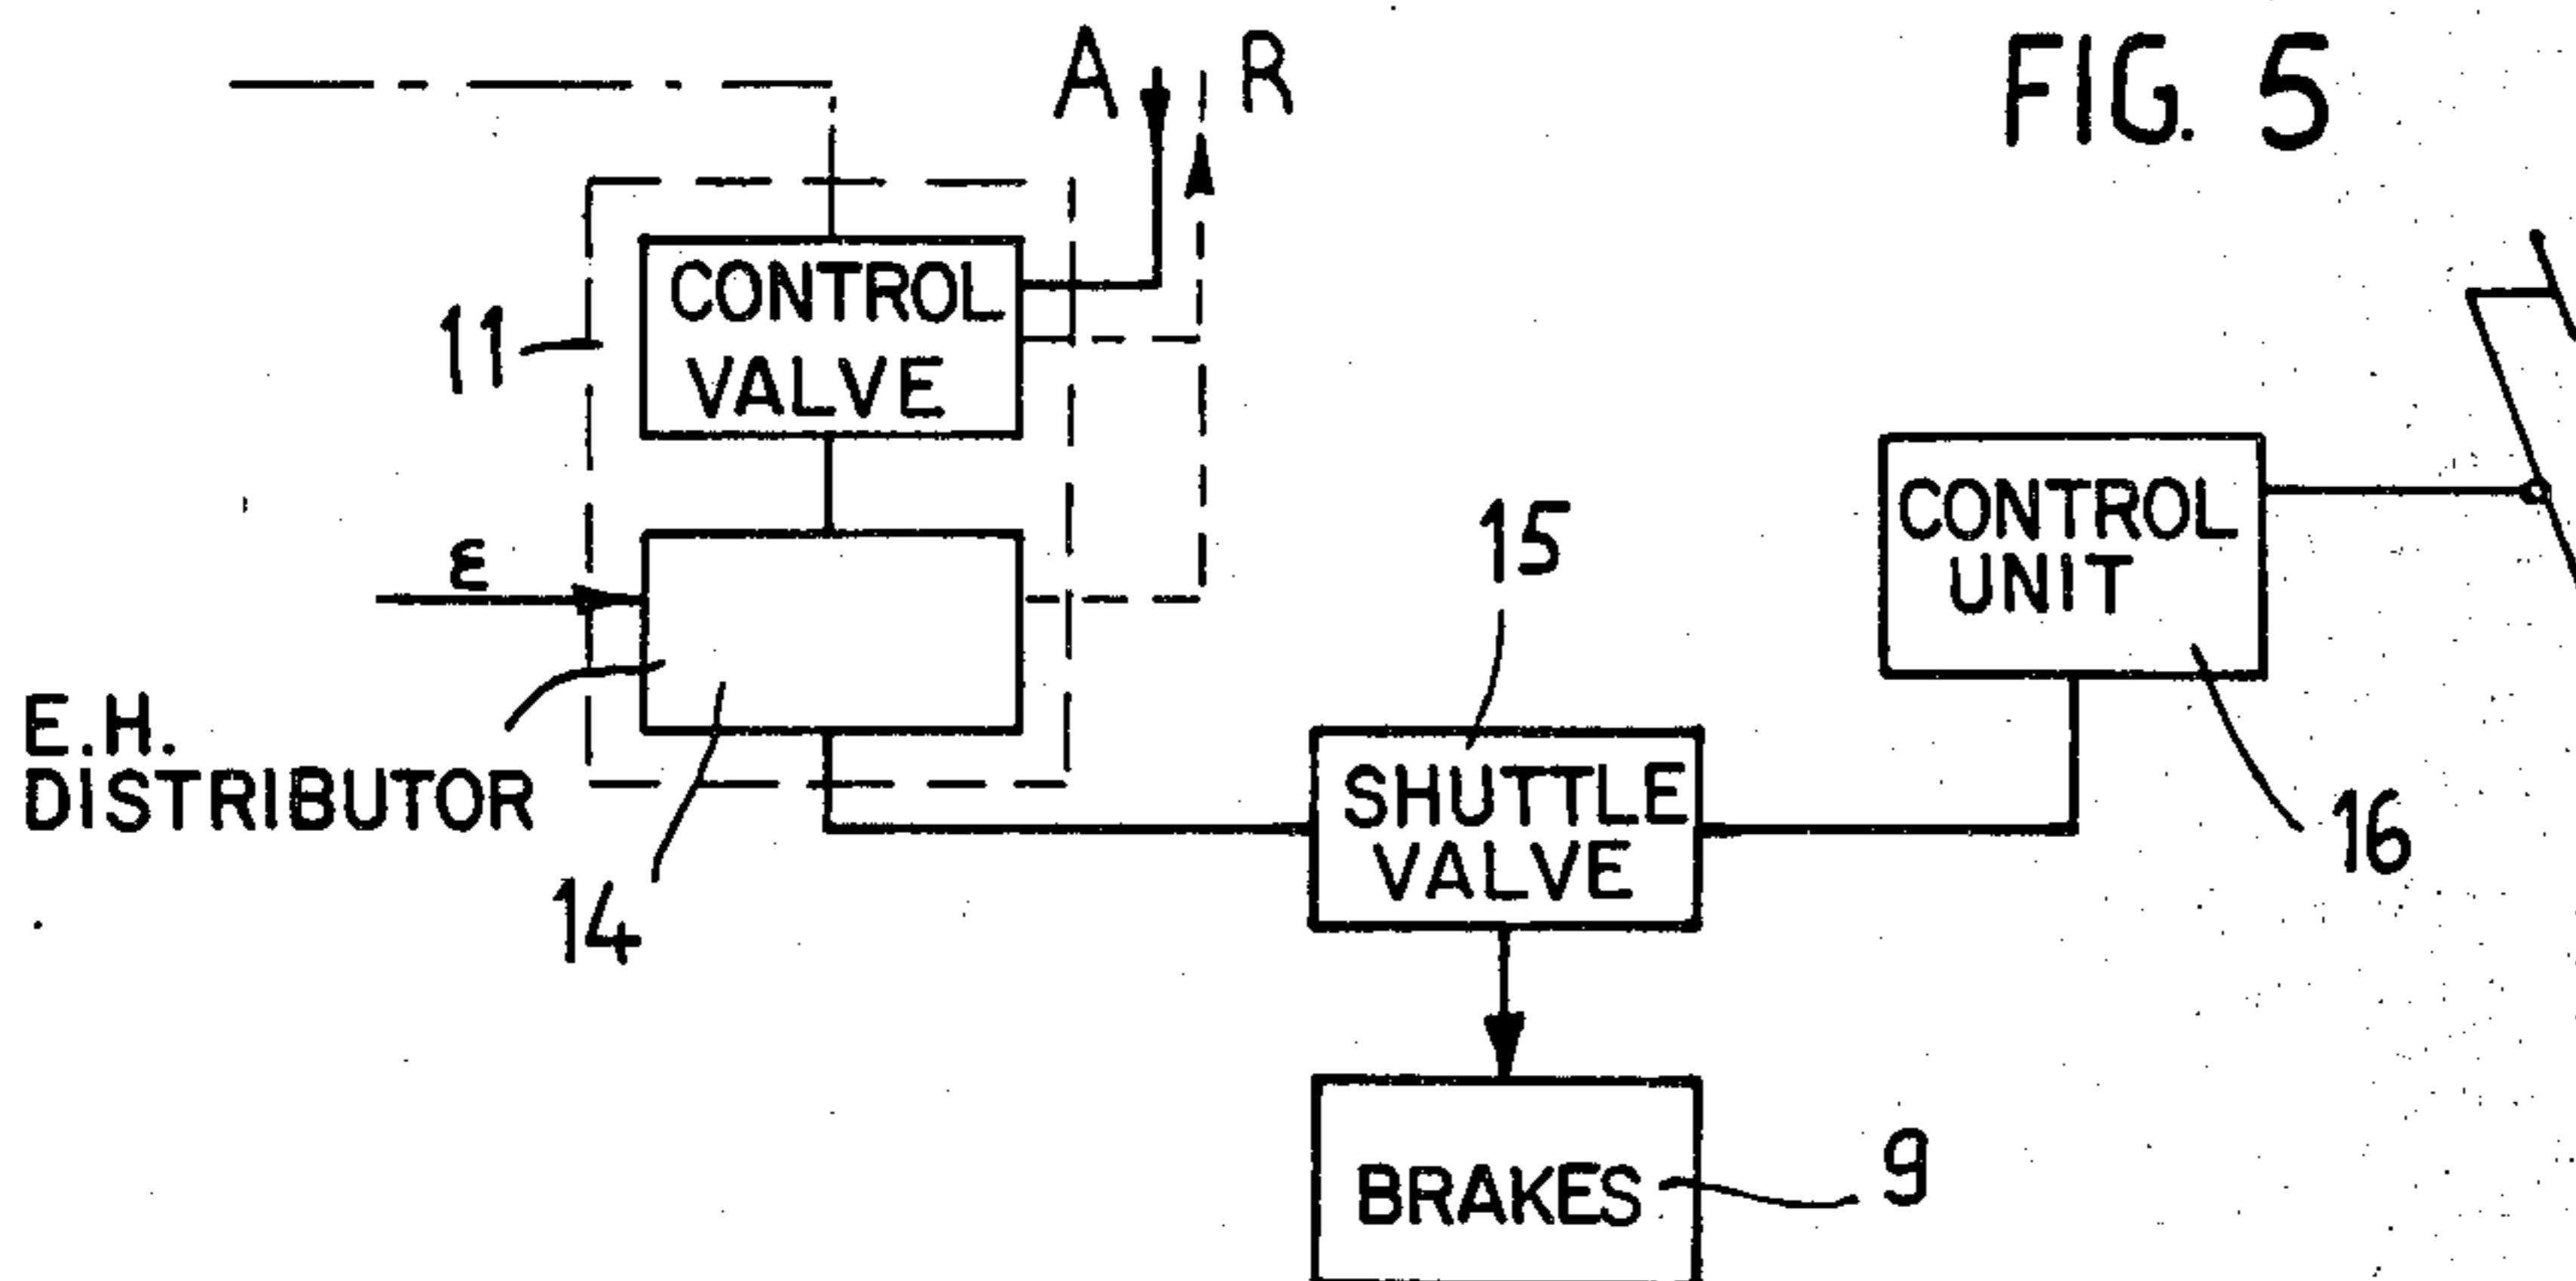 A
R
FIG. 5
CONTROL
VALVE
11
ε
E.H.
DISTRIBUTOR
14
15
SHUTTLE
VALVE
CONTROL
UNIT
16
BRAKES
9